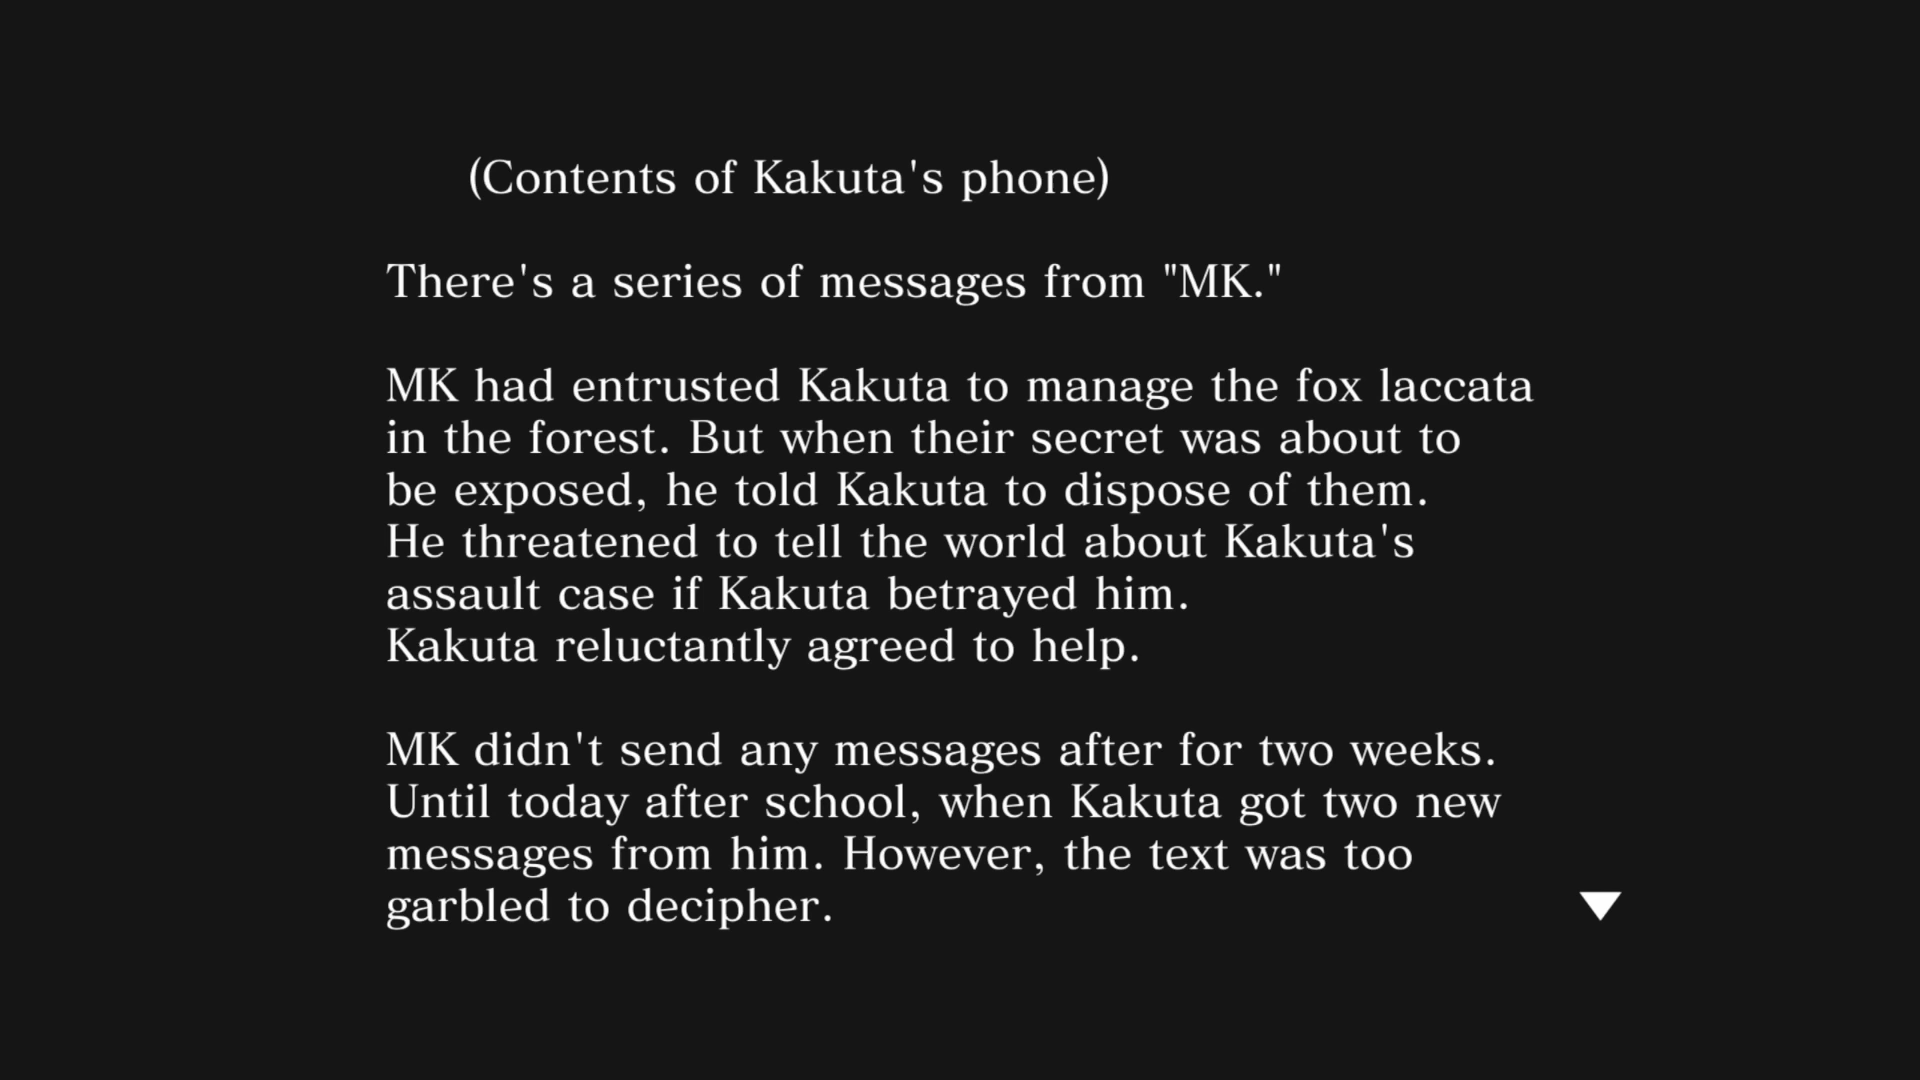 (Contents of Kakuta's phone)
There's a series of messages from "MK."
MK had entrusted Kakuta to manage the fox laccata
in the forest. But when their secret was about to
be exposed, he told Kakuta to dispose of them.
He threatened to tell the world about Kakuta's
assault case if Kakuta betrayed him.
Kakuta reluctantly agreed to help.
MK didn't send any messages after for two weeks.
Until today after school, when Kakuta got two new
messages from him. However, the text was too
garbled to decipher.